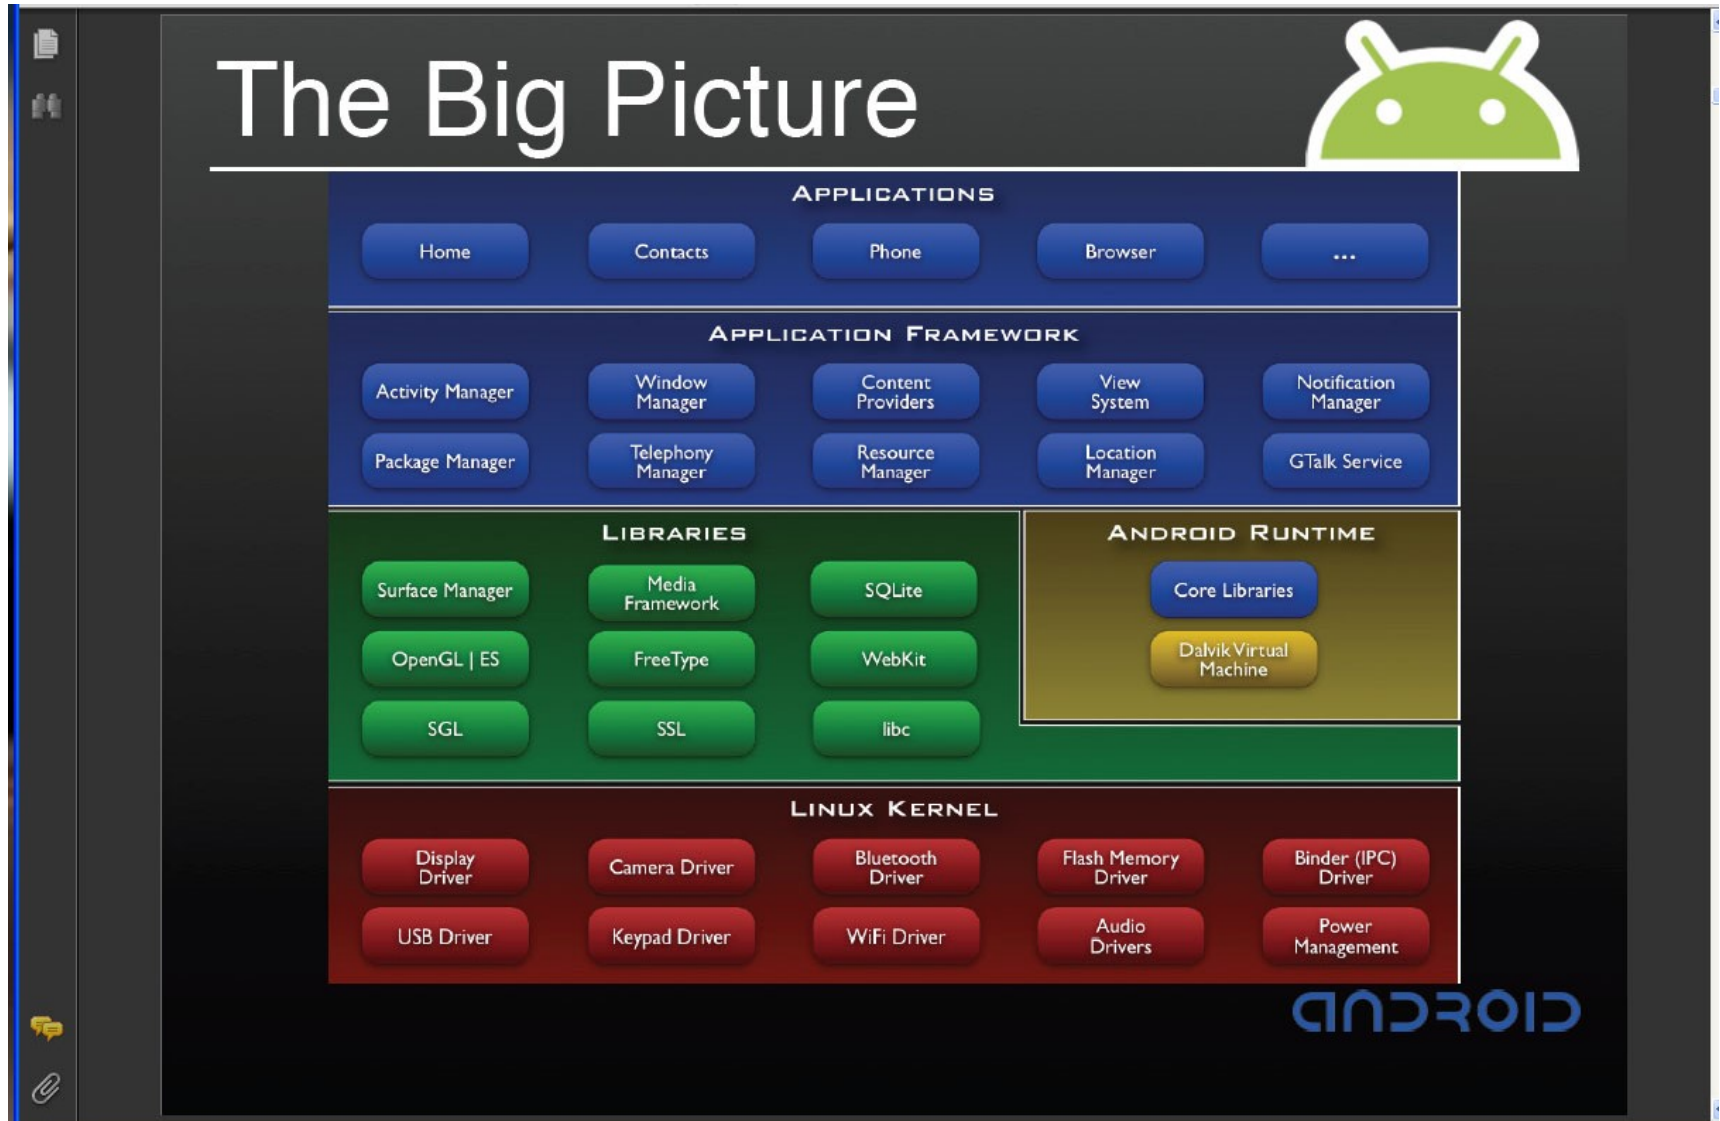 The Big Picture
APPLICATIONS
Home
Contacts
Phone
Browser
...
APPLICATION FRAMEWORK
Activity Manager
Window
Manager
Content
Providers
View
System
Notification
Manager
Package Manager
Telephony
Manager
Resource
Manager
Location
Manager
GTalk Service
LIBRARIES
Surface Manager
Media
Framework
SQLite
OpenGL | ES
FreeType
WebKit
SGL
SSL
libc
ANDROID RUNTIME
Core Libraries
Dalvik Virtual
Machine
LINUX KERNEL
Display
Driver
Camera Driver
Bluetooth
Driver
Flash Memory
Driver
Binder (IPC)
Driver
USB Driver
Keypad Driver
WiFi Driver
Audio
Drivers
Power
Management
ANDROID